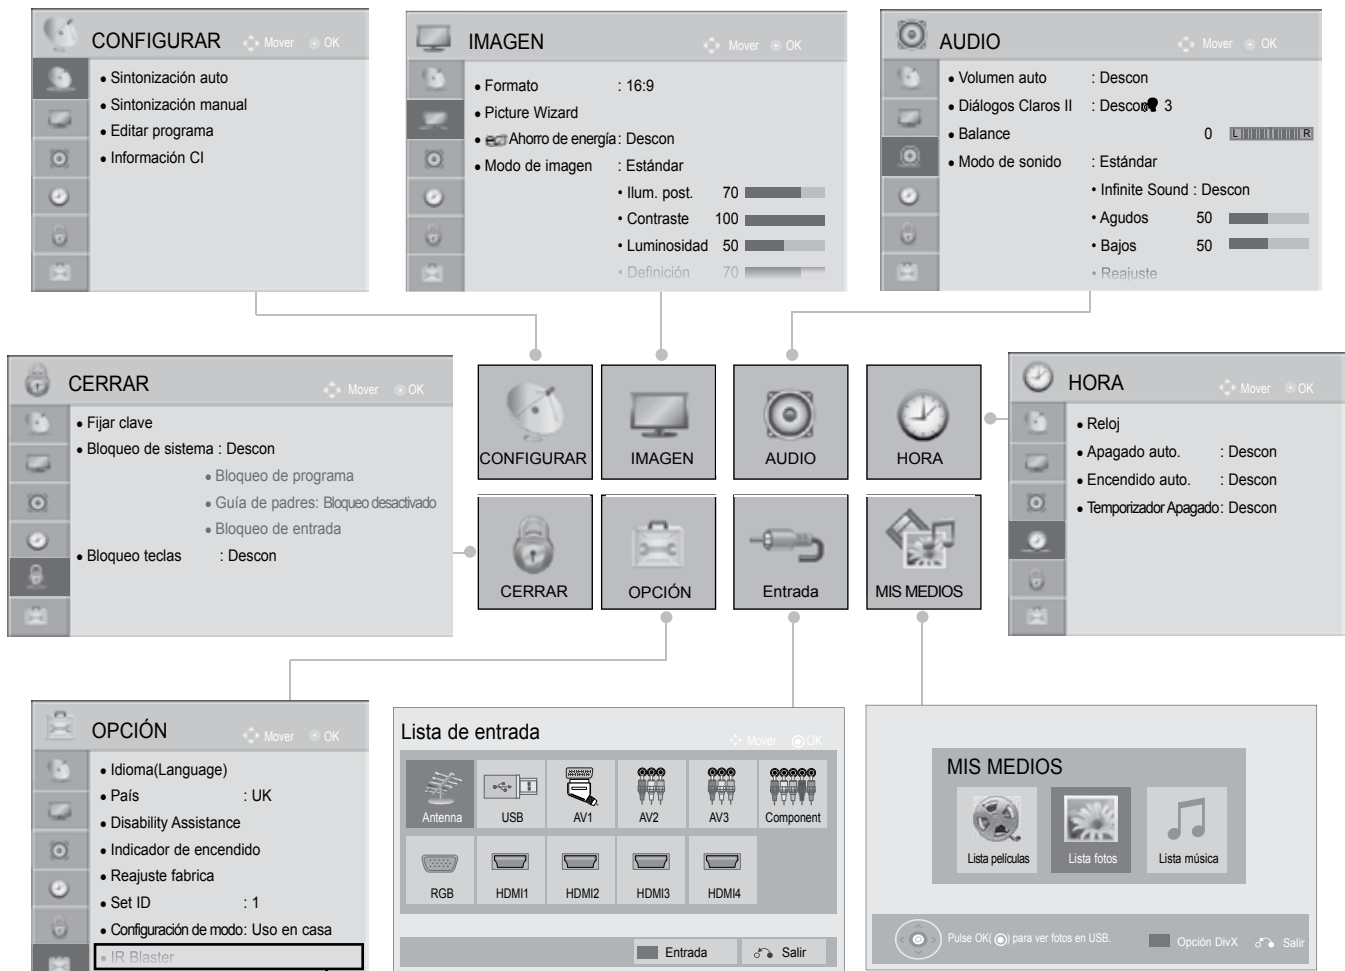 CONFIGURAR Mover OK
• Sintonización auto
• Sintonización manual
• Editar programa
• Información CI
IMAGEN Mover OK
• Formato : 16:9
• Picture Wizard
• Ahorro de energía : Descon
• Modo de imagen : Estándar
• Ilum. post. 70
• Contraste 100
• Luminosidad 50
• Definición 70
AUDIO Mover OK
• Volumen auto : Descon
• Diálogos Claros II : Descon 3
• Balance 0 L R
• Modo de sonido : Estándar
• Infinite Sound : Descon
• Agudos 50
• Bajos 50
• Reajuste
CERRAR Mover OK
• Fijar clave
• Bloqueo de sistema : Descon
• Bloqueo de programa
• Guía de padres: Bloqueo desactivado
• Bloqueo de entrada
• Bloqueo teclas : Descon
CONFIGURAR
IMAGEN
AUDIO
HORA
CERRAR
OPCIÓN
Entrada
MIS MEDIOS
HORA Mover OK
• Reloj
• Apagado auto. : Descon
• Encendido auto. : Descon
• Temporizador Apagado : Descon
OPCIÓN Mover OK
• Idioma(Language)
• País : UK
• Disability Assistance
• Indicador de encendido
• Reajuste fabrica
• Set ID : 1
• Configuración de modo: Uso en casa
• IR Blaster
Lista de entrada Mover OK
Antenna USB AV1 AV2 AV3 Component
RGB HDMI1 HDMI2 HDMI3 HDMI4
Entrada Salir
MIS MEDIOS
Lista películas Lista fotos Lista música
Pulse OK( ) para ver fotos en USB. Opción DivX Salir